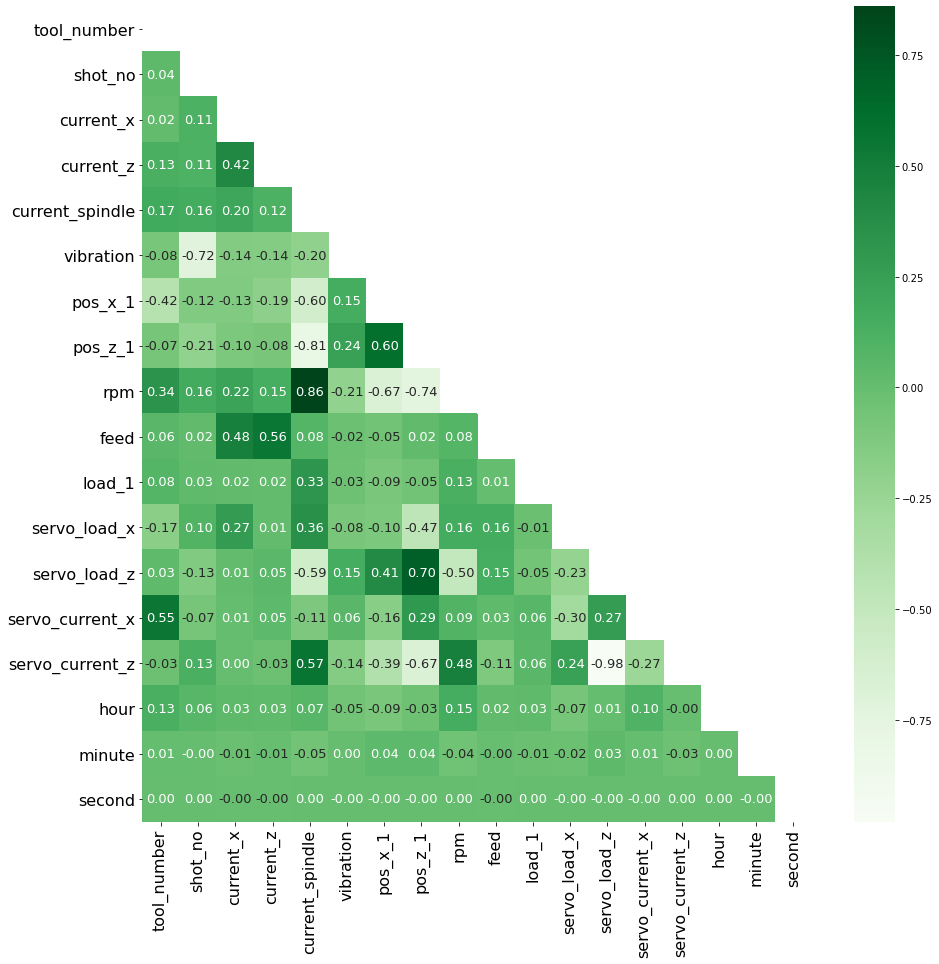 tool_number
shot_no 0.04
current_x 0.02 0.11
current_z 0.13 0.11 0.42
current_spindle 0.17 0.16 0.20 0.12
vibration -0.08 -0.72 -0.14 -0.14 -0.20
pos_x_1 -0.42 -0.12 -0.13 -0.19 -0.60 0.15
pos_z_1 -0.07 -0.21 -0.10 -0.08 -0.81 0.24 0.60
rpm 0.34 0.16 0.22 0.15 0.86 -0.21 -0.67 -0.74
feed 0.06 0.02 0.48 0.56 0.08 -0.02 -0.05 0.02 0.08
load_1 0.08 0.03 0.02 0.02 0.33 -0.03 -0.09 -0.05 0.13 0.01
servo_load_x -0.17 0.10 0.27 0.01 0.36 -0.08 -0.10 -0.47 0.16 0.16 -0.01
servo_load_z 0.03 -0.13 0.01 0.05 -0.59 0.15 0.41 0.70 -0.50 0.15 -0.05 -0.23
servo_current_x 0.55 -0.07 0.01 0.05 -0.11 0.06 -0.16 0.29 0.09 0.03 0.06 -0.30 0.27
servo_current_z -0.03 0.13 0.00 -0.03 0.57 -0.14 -0.39 -0.67 0.48 -0.11 0.06 0.24 -0.98 -0.27
hour 0.13 0.06 0.03 0.03 0.07 -0.05 -0.09 -0.03 0.15 0.02 0.03 -0.07 0.01 0.10 -0.00
minute 0.01 -0.00 -0.01 -0.01 -0.05 0.00 0.04 0.04 -0.04 -0.00 -0.01 -0.02 0.03 0.01 -0.03 0.00
second 0.00 0.00 -0.00 -0.00 0.00 -0.00 -0.00 -0.00 0.00 -0.00 0.00 0.00 -0.00 0.00 0.00 0.00 -0.00
tool_number
shot_no
current_x
current_z
current_spindle
vibration
pos_x_1
pos_z_1
rpm
feed
load_1
servo_load_x
servo_load_z
servo_current_x
servo_current_z
hour
minute
second
0.75
0.50
0.25
0.00
-0.25
-0.50
-0.75